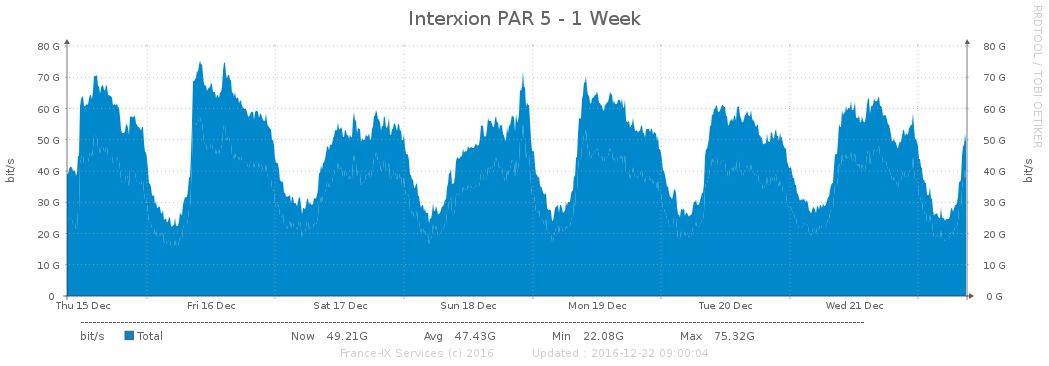 Interxion PAR 5 - 1 Week
RRDTOOL / TOBI OETIKER
80 G 80 G
70 G 70 G
60 G 60 G
50 G 50 G
40 G 40 G
30 G 30 G
20 G 20 G
10 G 10 G
0 0 G
bit/s
bit/s
Thu 15 Dec Fri 16 Dec Sat 17 Dec Sun 18 Dec Mon 19 Dec Tue 20 Dec Wed 21 Dec
bit/s Total Now 49.21G Avg 47.43G Min 22.08G Max 75.32G
France-IX Services (c) 2016 Updated : 2016-12-22 09:00:04